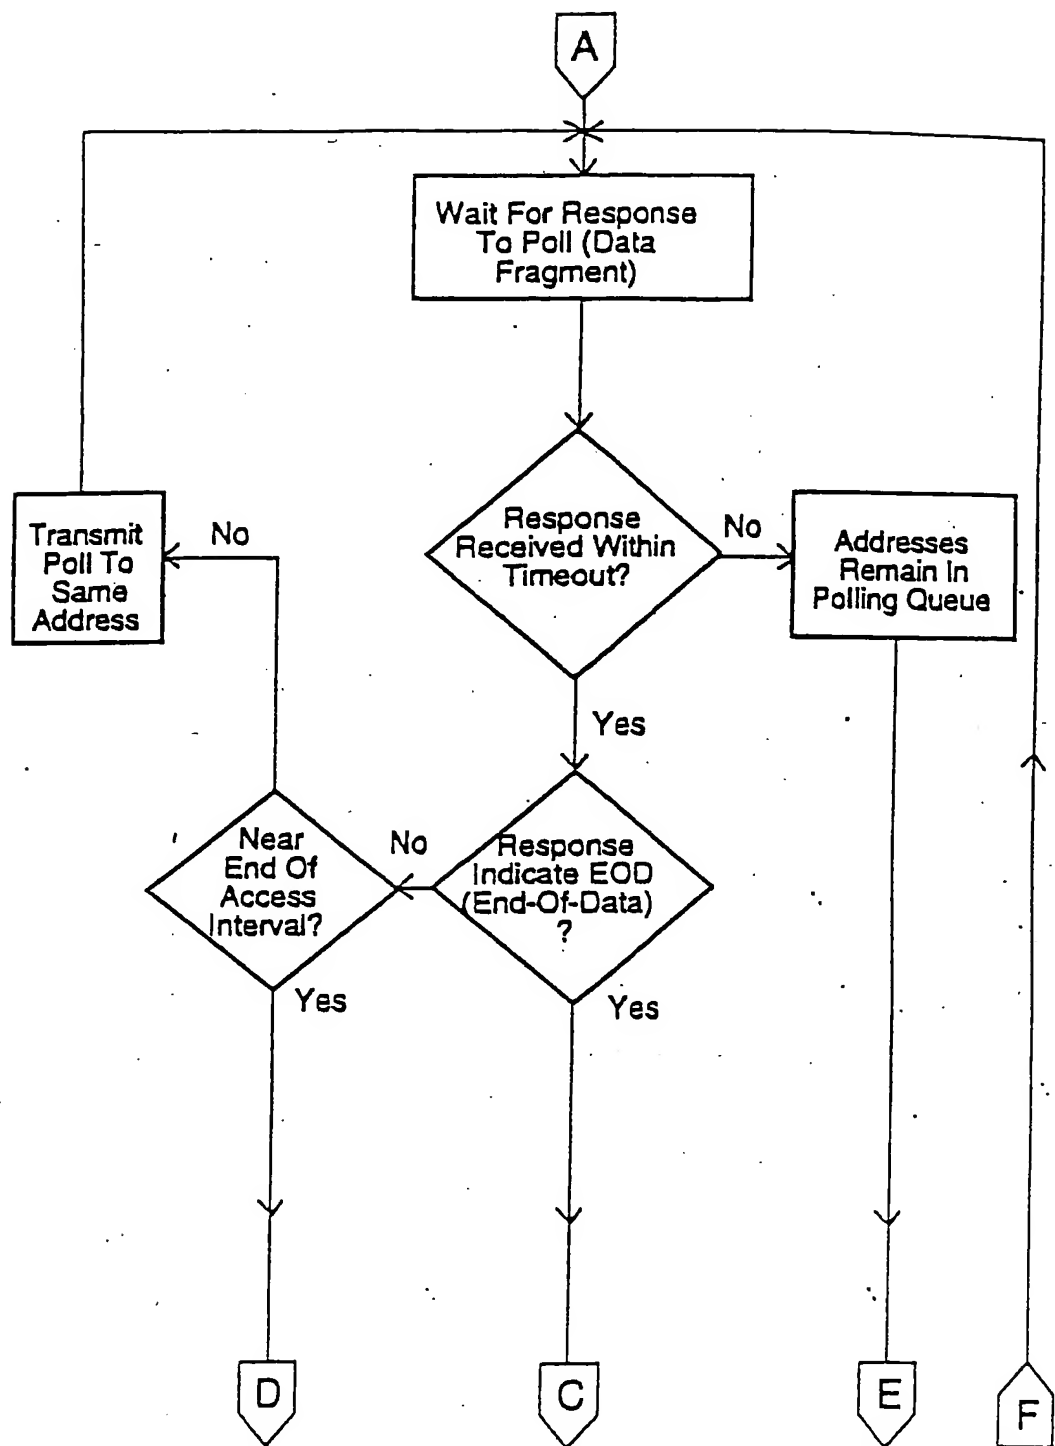 A
Wait For Response
To Poll (Data
Fragment)
Response
Received Within
Timeout?
No
Addresses
Remain In
Polling Queue
Transmit
Poll To
Same
Address
No
Yes
Near
End Of
Access
Interval?
No
Response
Indicate EOD
(End-Of-Data)
?
Yes
Yes
D
C
E
F